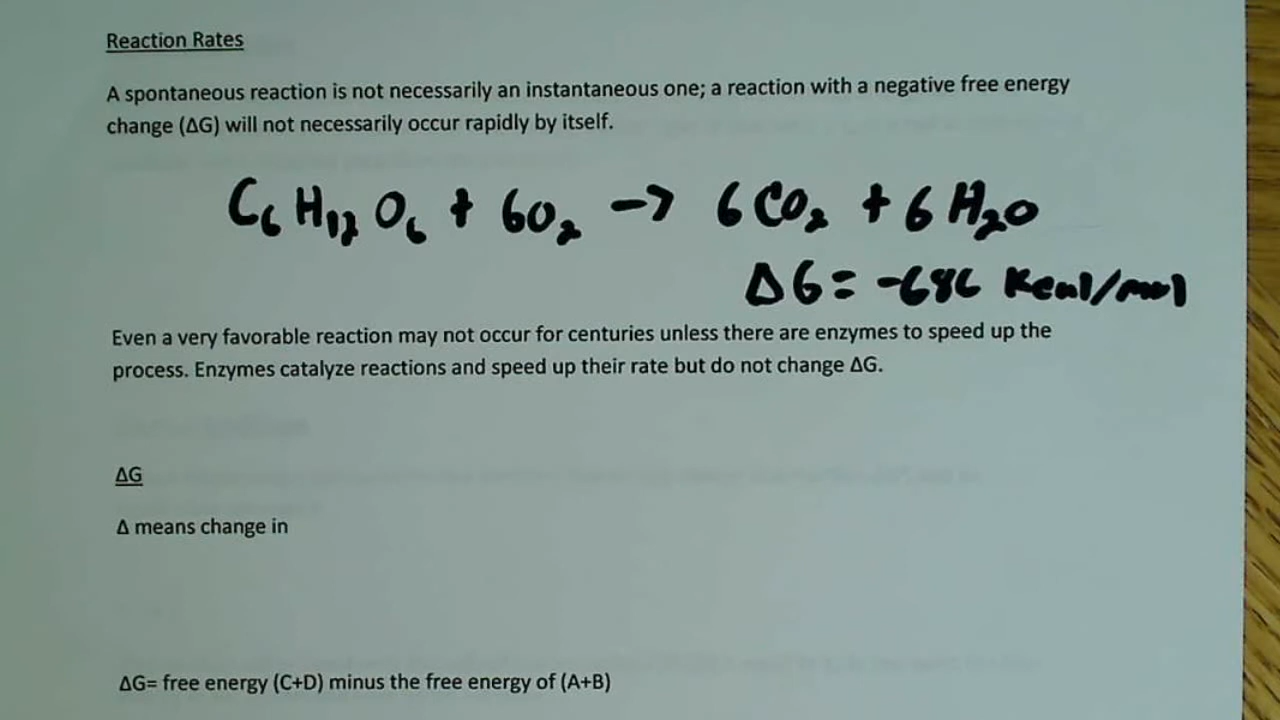 Reaction Rates
A spontaneous reaction is not necessarily an instantaneous one; a reaction with a negative free energy
change (ΔG) will not necessarily occur rapidly by itself.
C₆H₁₂O₆ + 6O₂ → 6CO₂ + 6H₂O
ΔG = -686 Kcal/mol
Even a very favorable reaction may not occur for centuries unless there are enzymes to speed up the
process. Enzymes catalyze reactions and speed up their rate but do not change ΔG.
ΔG
Δ means change in
ΔG= free energy (C+D) minus the free energy of (A+B)